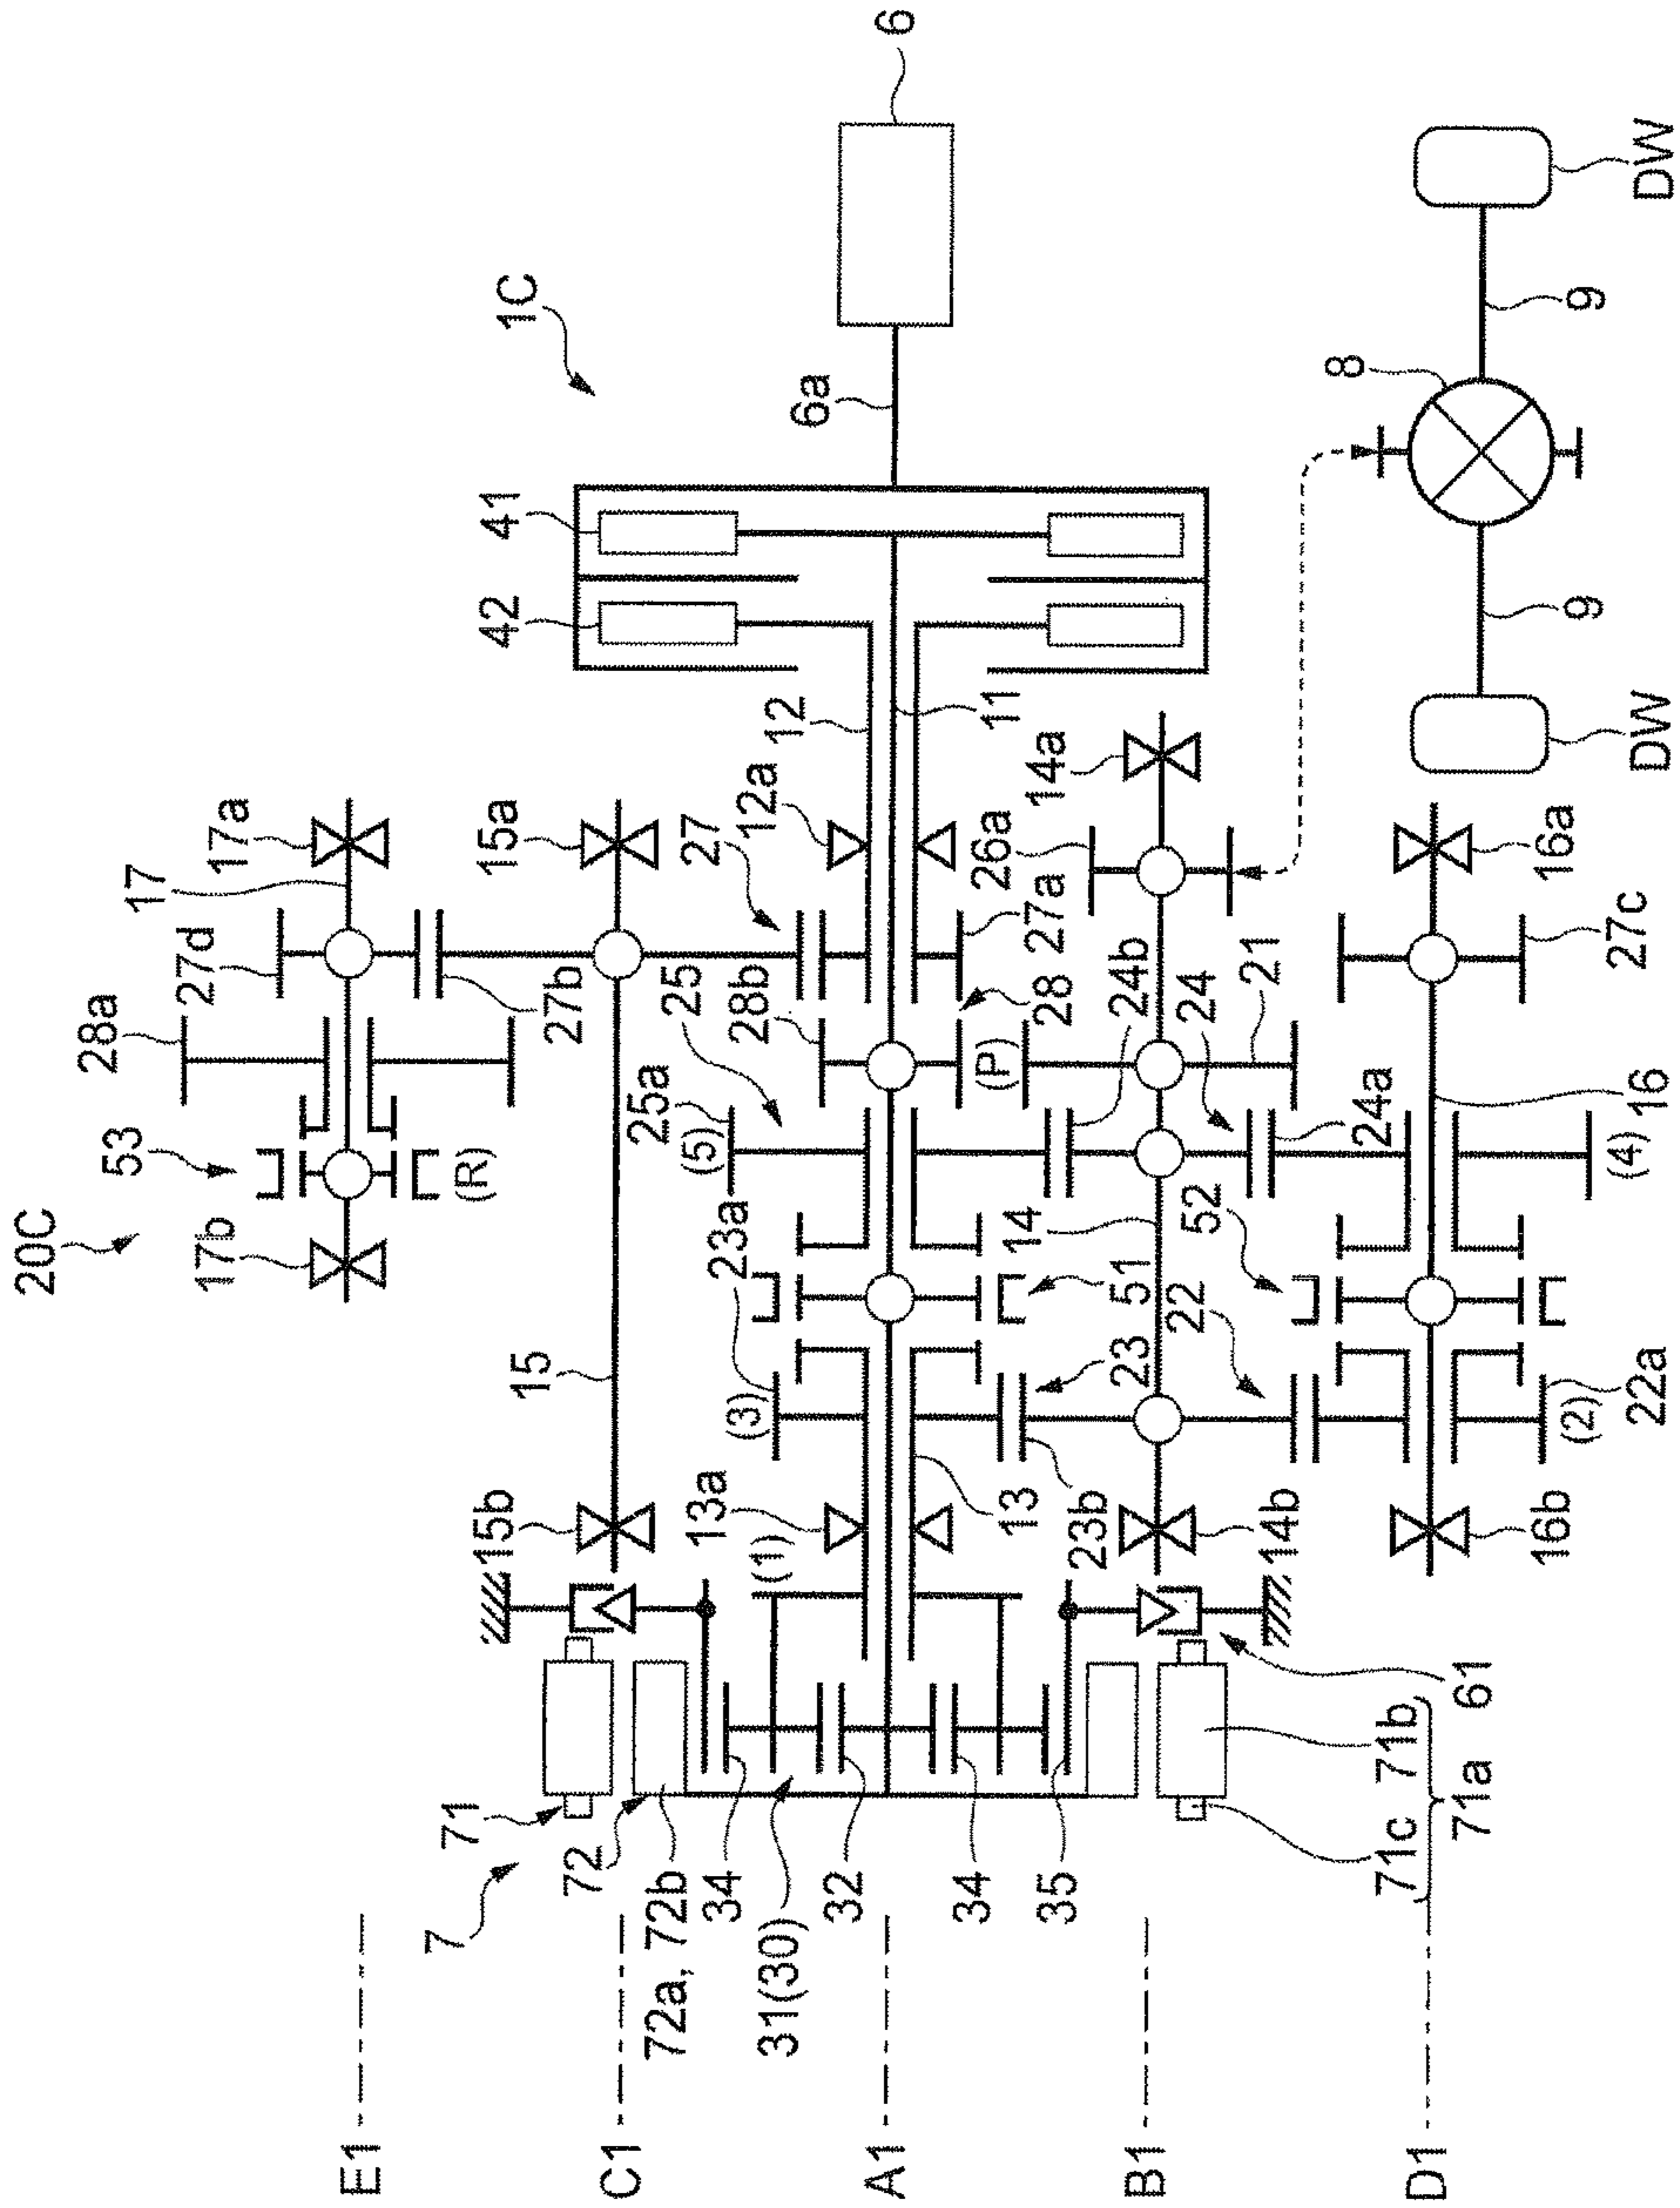 20C
53
28a
27d
17
17a
17b
(R)
27b
15
15a
15b
27
1C
42
41
6a
6
12
12a
11
25
25a
(5)
28b
28
27a
(P)
23a
(3)
13a
(1)
13
23
23b
51
14
14a
14b
26a
24b
24
21
24a
22
52
16
16a
16b
27c
(4)
(2)
22a
8
9
9
DW
DW
7
71
72
72a, 72b
34
31(30)
32
34
35
61
71c 71b
71a
E1
C1
A1
B1
D1